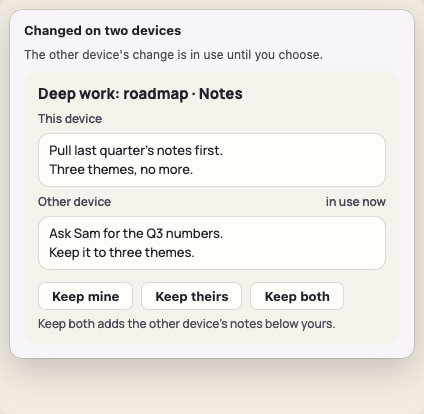 Changed on two devices
The other device's change is in use until you choose.
Deep work: roadmap · Notes
This device
Pull last quarter's notes first.
Three themes, no more.
Other device in use now
Ask Sam for the Q3 numbers.
Keep it to three themes.
Keep mine Keep theirs Keep both
Keep both adds the other device's notes below yours.